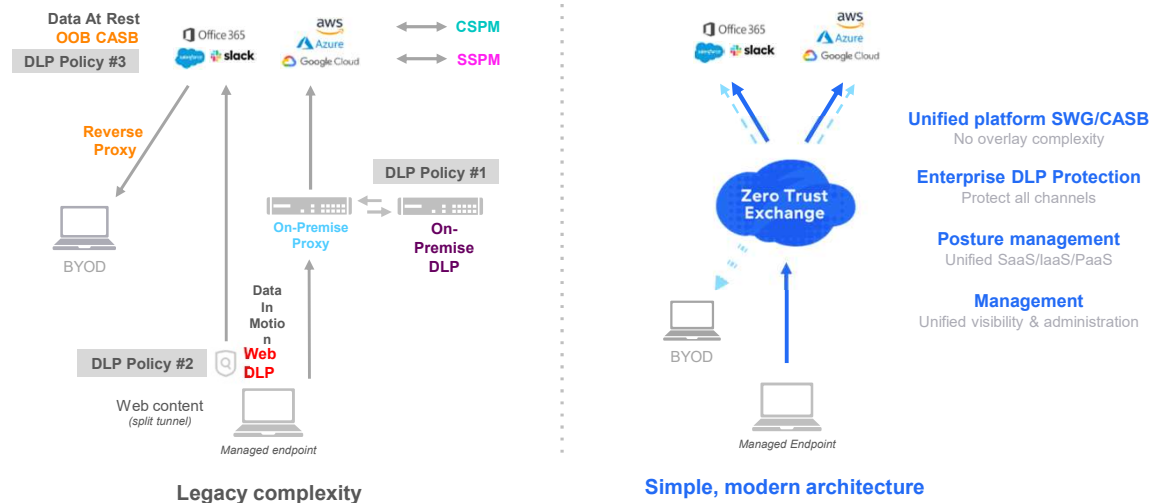 Data At Rest
OOB CASB
DLP Policy #3
Office 365
salesforce
slack
aws
Azure
Google Cloud
CSPM
SSPM
Reverse
Proxy
BYOD
DLP Policy #1
On-Premise
Proxy
On-
Premise
DLP
Data
In
Motio
n
DLP Policy #2
Web
DLP
Web content
(split tunnel)
Managed endpoint
Legacy complexity
Office 365
salesforce
slack
aws
Azure
Google Cloud
Zero Trust
Exchange
BYOD
Managed Endpoint
Unified platform SWG/CASB
No overlay complexity
Enterprise DLP Protection
Protect all channels
Posture management
Unified SaaS/IaaS/PaaS
Management
Unified visibility & administration
Simple, modern architecture